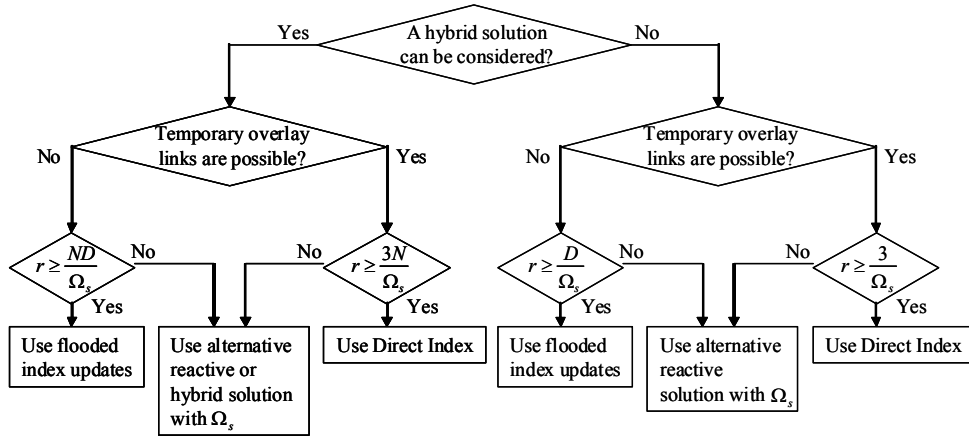 A hybrid solution
can be considered?
Yes
No
Temporary overlay
links are possible?
No
Yes
Temporary overlay
links are possible?
No
Yes
r ≥ ND/Ωs
No
Yes
r ≥ 3N/Ωs
No
Yes
r ≥ D/Ωs
No
Yes
r ≥ 3/Ωs
No
Yes
Use flooded
index updates
Use alternative
reactive or
hybrid solution
with Ωs
Use Direct Index
Use flooded
index updates
Use alternative
reactive
solution with Ωs
Use Direct Index